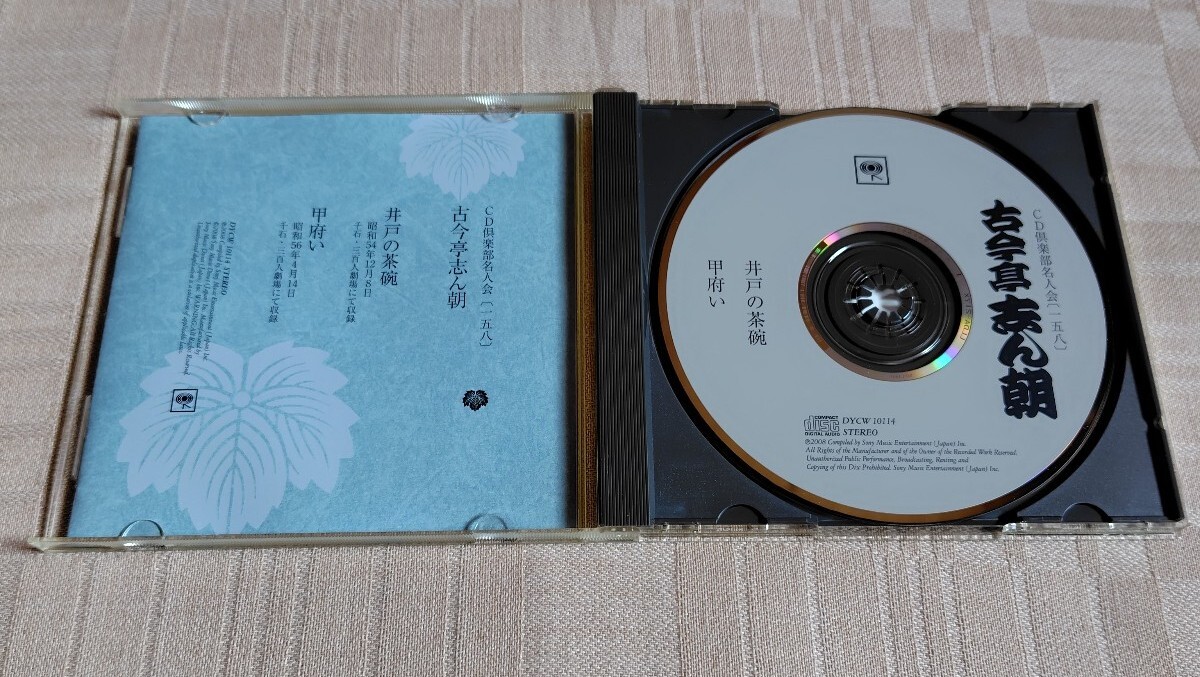 CD倶楽部名人会〔一五八〕
古今亭志ん朝
井戸の茶碗
昭和54年12月8日
千石・三百人劇場にて収録
甲府い
昭和56年4月14日
千石・三百人劇場にて収録
DYCW 10114 STEREO
CD倶楽部名人会〔一五八〕
古今亭志ん朝
井戸の茶碗
甲府い
COMPACT
disc
DIGITAL AUDIO
DYCW 10114
STEREO
℗2008 Compiled by Sony Music Entertainment (Japan) Inc.
All Rights of the Manufacturer and of the Owner of the Recorded Work Reserved.
Unauthorized Public Performance, Broadcasting, Renting and
Copying of this Disc Prohibited. Sony Music Entertainment (Japan) Inc.